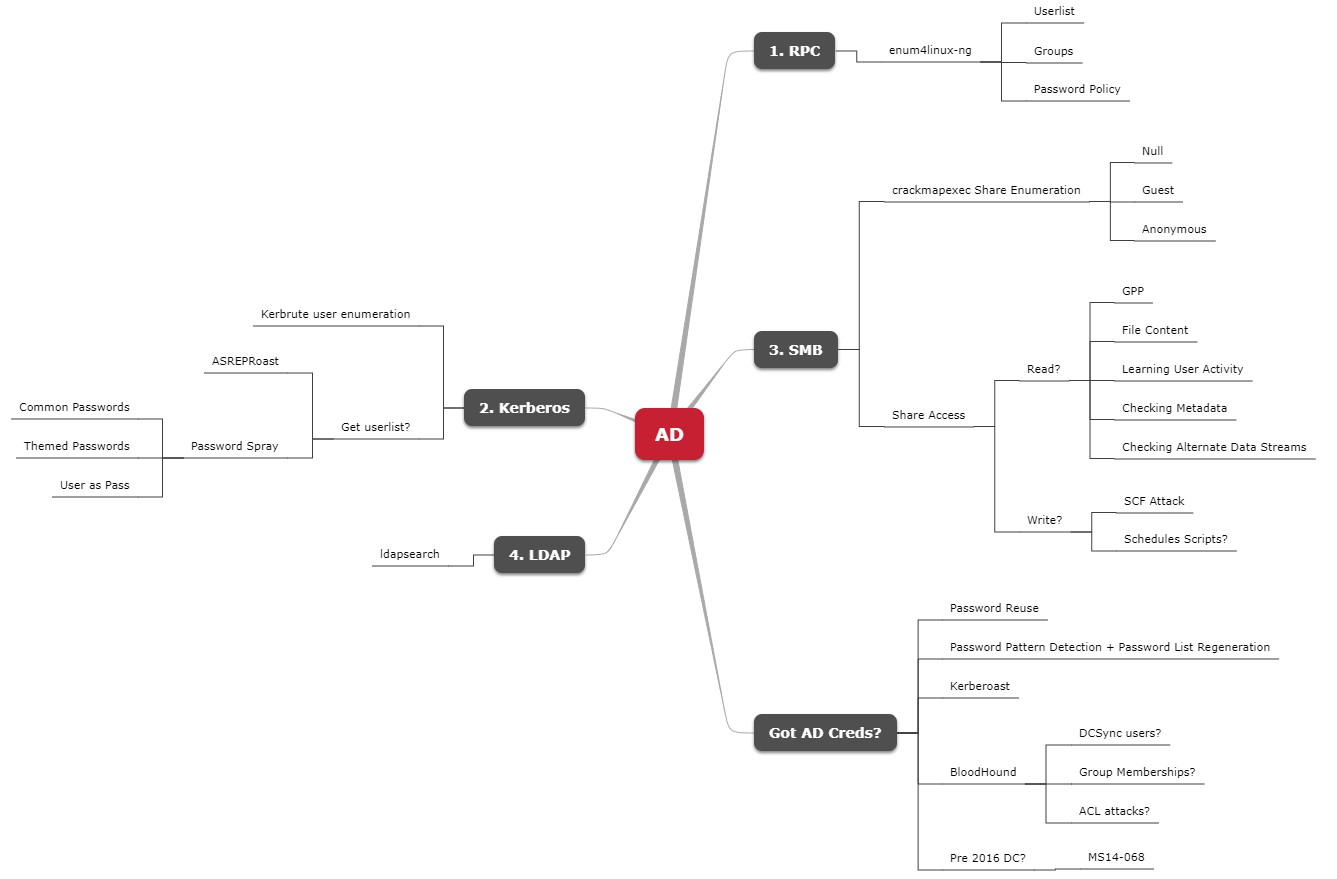 AD
1. RPC
enum4linux-ng
Userlist
Groups
Password Policy
2. Kerberos
Kerbrute user enumeration
Get userlist?
ASREPRoast
Password Spray
Common Passwords
Themed Passwords
User as Pass
3. SMB
crackmapexec Share Enumeration
Null
Guest
Anonymous
Share Access
Read?
GPP
File Content
Learning User Activity
Checking Metadata
Checking Alternate Data Streams
Write?
SCF Attack
Schedules Scripts?
4. LDAP
ldapsearch
Got AD Creds?
Password Reuse
Password Pattern Detection + Password List Regeneration
Kerberoast
BloodHound
DCSync users?
Group Memberships?
ACL attacks?
Pre 2016 DC?
MS14-068